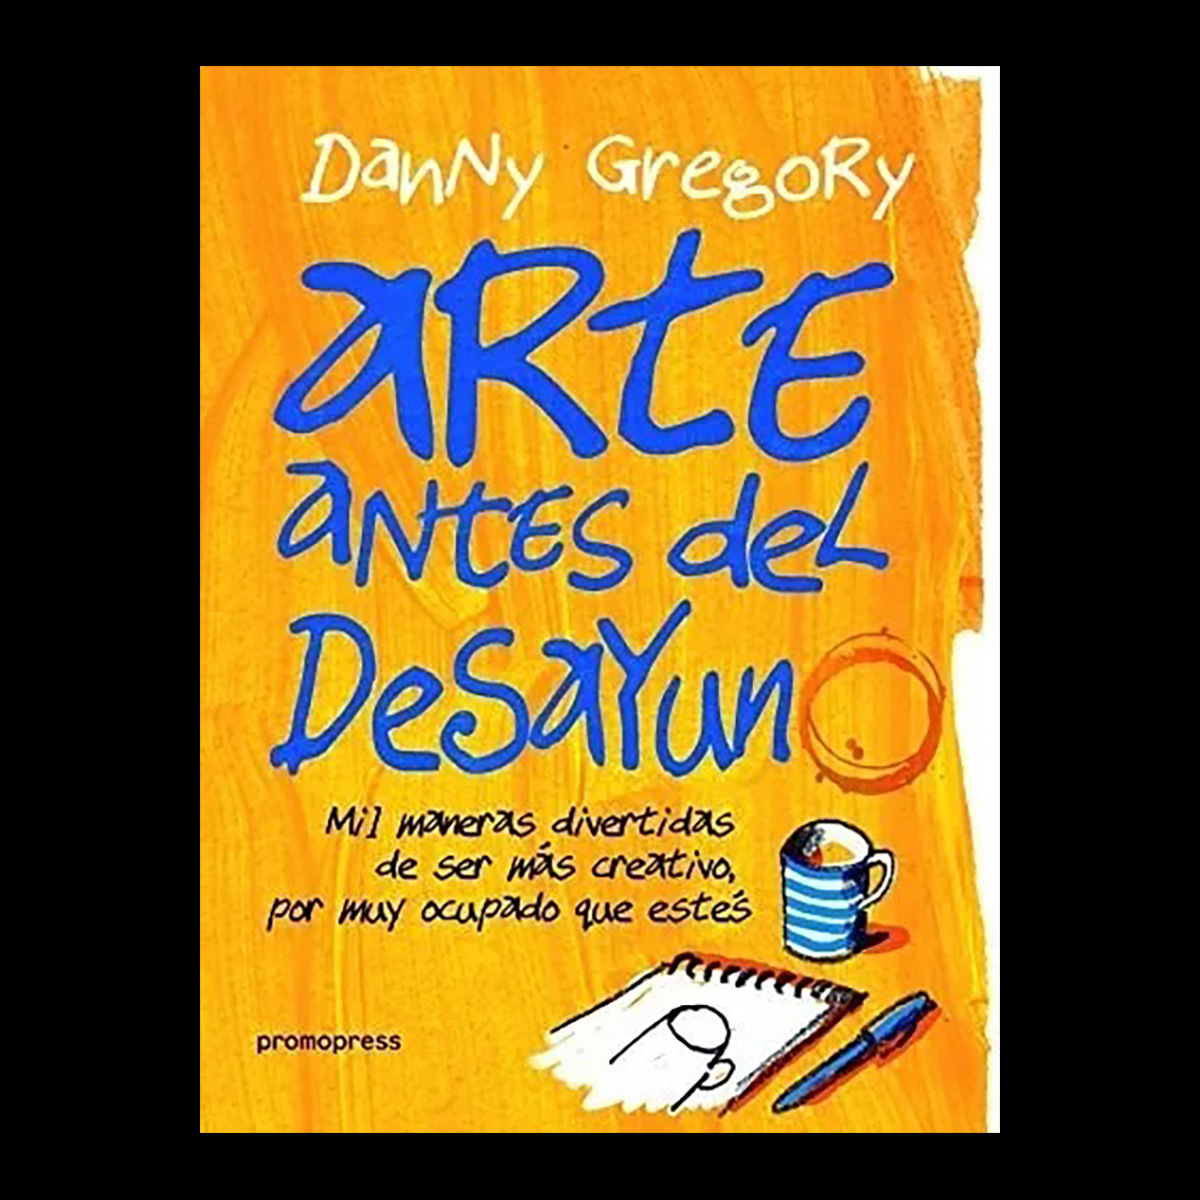 Danny Gregory
arte
antes del
Desayuno
Mil maneras divertidas
de ser más creativo,
por muy ocupado que estés
promopress